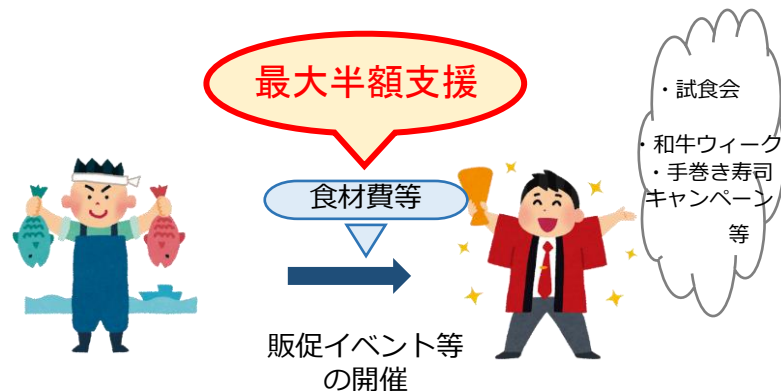 最大半額支援
食材費等
販促イベント等
の開催
・試食会
・和牛ウィーク
・手巻き寿司
キャンペーン
等